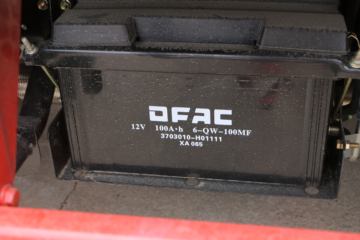 DFAC
12V 100A·h 6-QW-100MF
3703010-H01111
XA 065